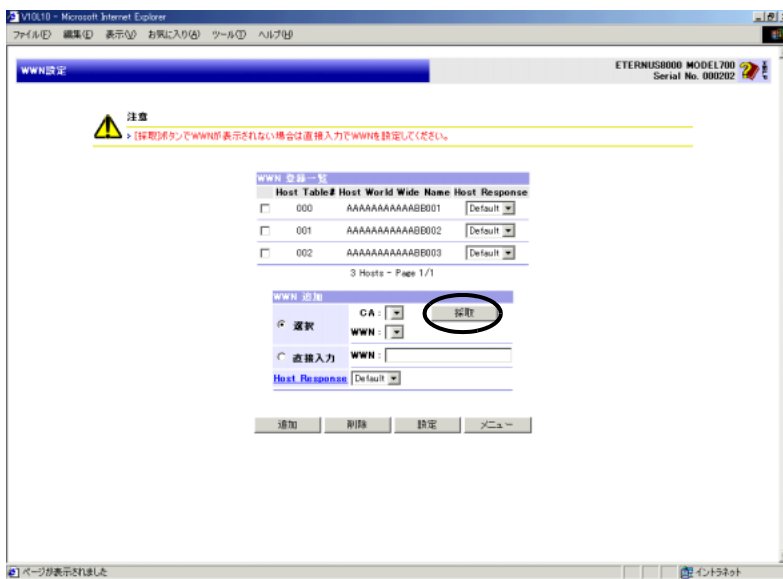 V10L10 - Microsoft Internet Explorer
ファイル(F) 編集(E) 表示(V) お気に入り(A) ツール(T) ヘルプ(H)
WWN設定
ETERNUS8000 MODEL700
Serial No. 000202
注意
[採取]ボタンでWWNが表示されない場合は直接入力でWWNを設定してください。
WWN 登録一覧
Host Table# Host World Wide Name Host Response
000 AAAAAAAAAAABB001 Default
001 AAAAAAAAAAABB002 Default
002 AAAAAAAAAAABB003 Default
3 Hosts - Page 1/1
WWN 追加
選択 CA : 採取
WWN :
直接入力 WWN :
Host Response Default
追加 削除 設定 メニュー
ページが表示されました イントラネット